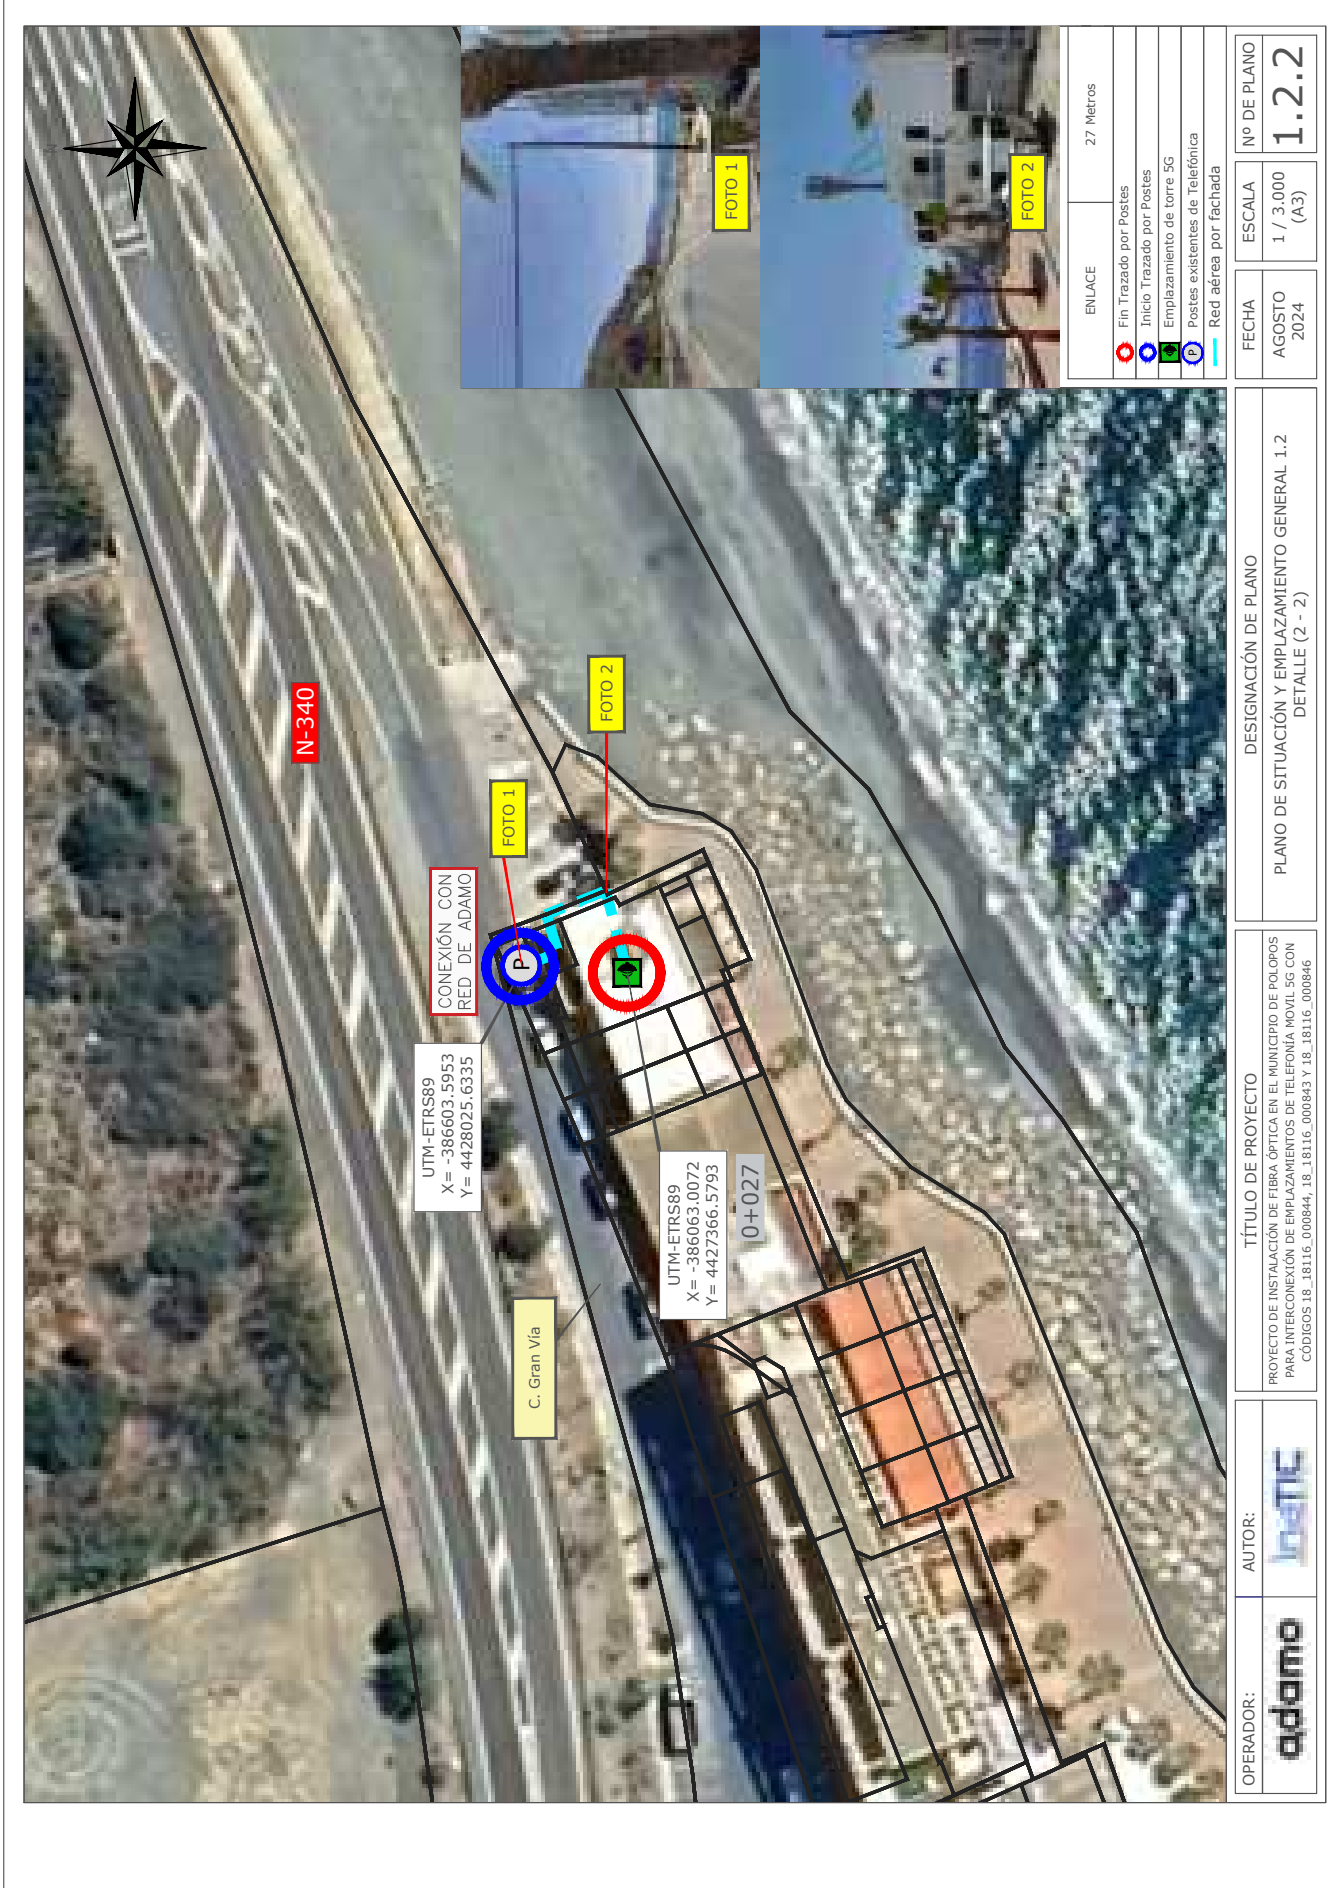 N-340
FOTO 1
FOTO 2
CONEXIÓN CON
RED DE ADAMO
P
UTM-ETRS89
X= -386603.5953
Y= 4428025.6335
UTM-ETRS89
X= -386063.0072
Y= 4427366.5793
0+027
C. Gran Vía
FOTO 1
FOTO 2
ENLACE
27 Metros
Fin Trazado por Postes
Inicio Trazado por Postes
Emplazamiento de torre 5G
P
Postes existentes de Telefónica
Red aérea por fachada
OPERADOR:
adamo
AUTOR:
in4TIC
TÍTULO DE PROYECTO
PROYECTO DE INSTALACIÓN DE FIBRA ÓPTICA EN EL MUNICIPIO DE POLOPOS
PARA INTERCONEXIÓN DE EMPLAZAMIENTOS DE TELEFONÍA MOVIL 5G CON
CÓDIGOS 18_18116_000844, 18_18116_000843 Y 18_18116_000846
DESIGNACIÓN DE PLANO
PLANO DE SITUACIÓN Y EMPLAZAMIENTO GENERAL 1.2
DETALLE (2 - 2)
FECHA
AGOSTO
2024
ESCALA
1 / 3.000
(A3)
Nº DE PLANO
1.2.2